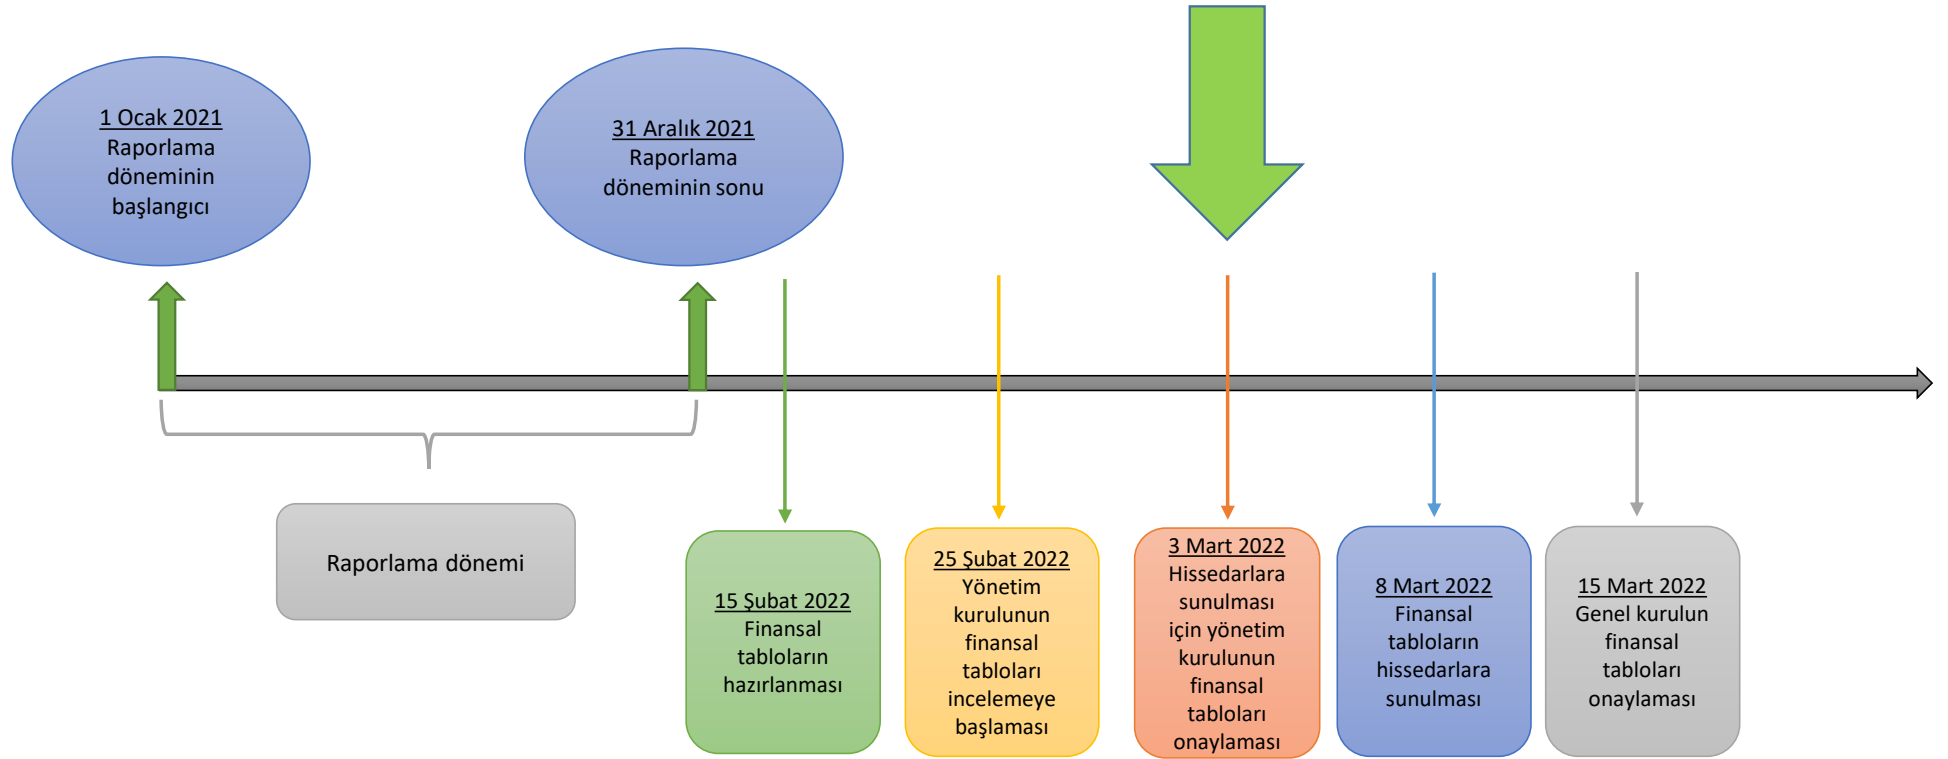 1 Ocak 2021
Raporlama
döneminin
başlangıcı
31 Aralık 2021
Raporlama
döneminin sonu
Raporlama dönemi
15 Şubat 2022
Finansal
tabloların
hazırlanması
25 Şubat 2022
Yönetim
kurulunun
finansal
tabloları
incelemeye
başlaması
3 Mart 2022
Hissedarlara
sunulması
için yönetim
kurulunun
finansal
tabloları
onaylaması
8 Mart 2022
Finansal
tabloların
hissedarlara
sunulması
15 Mart 2022
Genel kurulun
finansal
tabloları
onaylaması